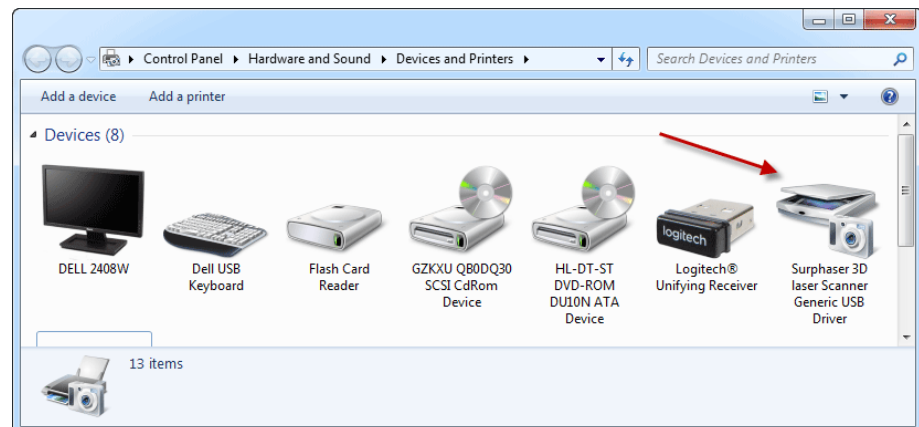 Control Panel ▸ Hardware and Sound ▸ Devices and Printers ▸
Search Devices and Printers
Add a device Add a printer
Devices (8)
logitech
DELL 2408W
Dell USB
Keyboard
Flash Card
Reader
GZKXU QB0DQ30
SCSI CdRom
Device
HL-DT-ST
DVD-ROM
DU10N ATA
Device
Logitech®
Unifying Receiver
Surphaser 3D
laser Scanner
Generic USB
Driver
13 items